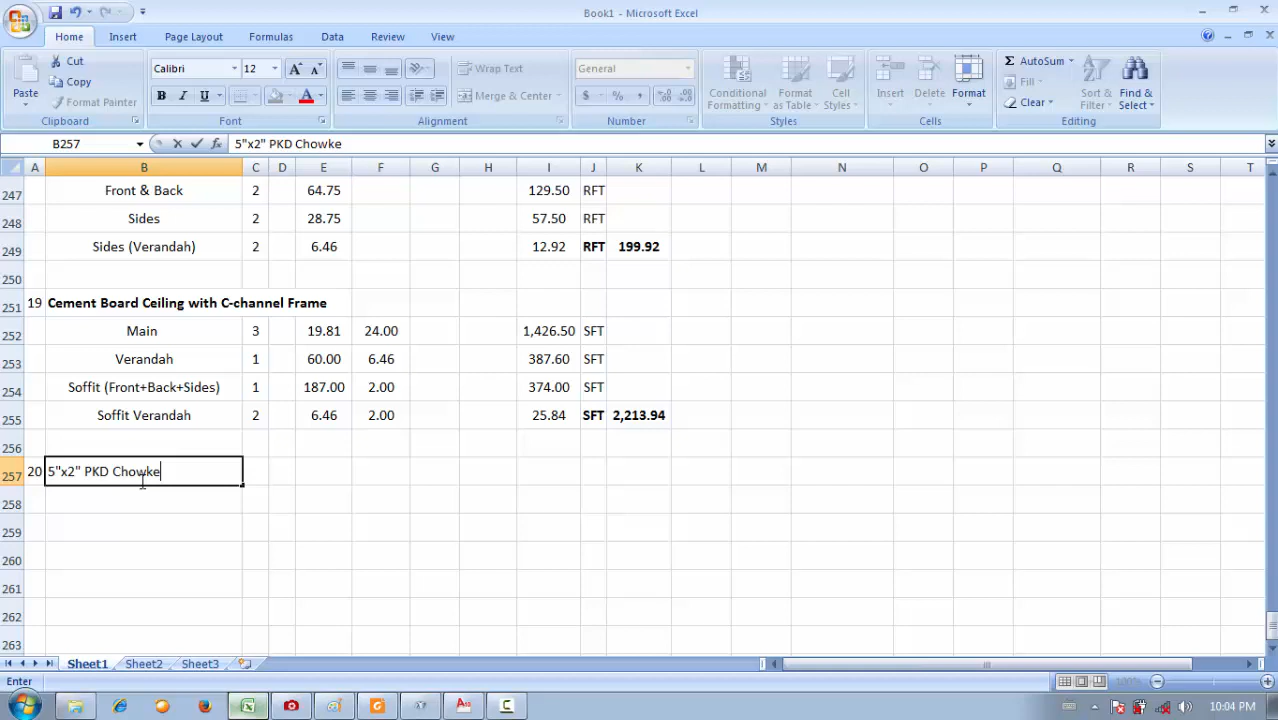 Book1 - Microsoft Excel
Home Insert Page Layout Formulas Data Review View
Paste Cut Copy Format Painter
Calibri 12
B I U A A A
Wrap Text
Merge & Center
General
$ % ,
Conditional Formatting Format as Table Cell Styles
Insert Delete Format
Σ AutoSum Fill Clear
Sort & Filter Find & Select
Clipboard Font Alignment Number Styles Cells Editing
B257 fx 5"x2" PKD Chowke
A B C D E F G H I J K L M N O P Q R S T
247 Front & Back 2 64.75 129.50 RFT
248 Sides 2 28.75 57.50 RFT
249 Sides (Verandah) 2 6.46 12.92 RFT 199.92
250
251 19 Cement Board Ceiling with C-channel Frame
252 Main 3 19.81 24.00 1,426.50 SFT
253 Verandah 1 60.00 6.46 387.60 SFT
254 Soffit (Front+Back+Sides) 1 187.00 2.00 374.00 SFT
255 Soffit Verandah 2 6.46 2.00 25.84 SFT 2,213.94
256
257 20 5"x2" PKD Chowke
258
259
260
261
262
263
Sheet1 Sheet2 Sheet3
Enter 100%
10:04 PM